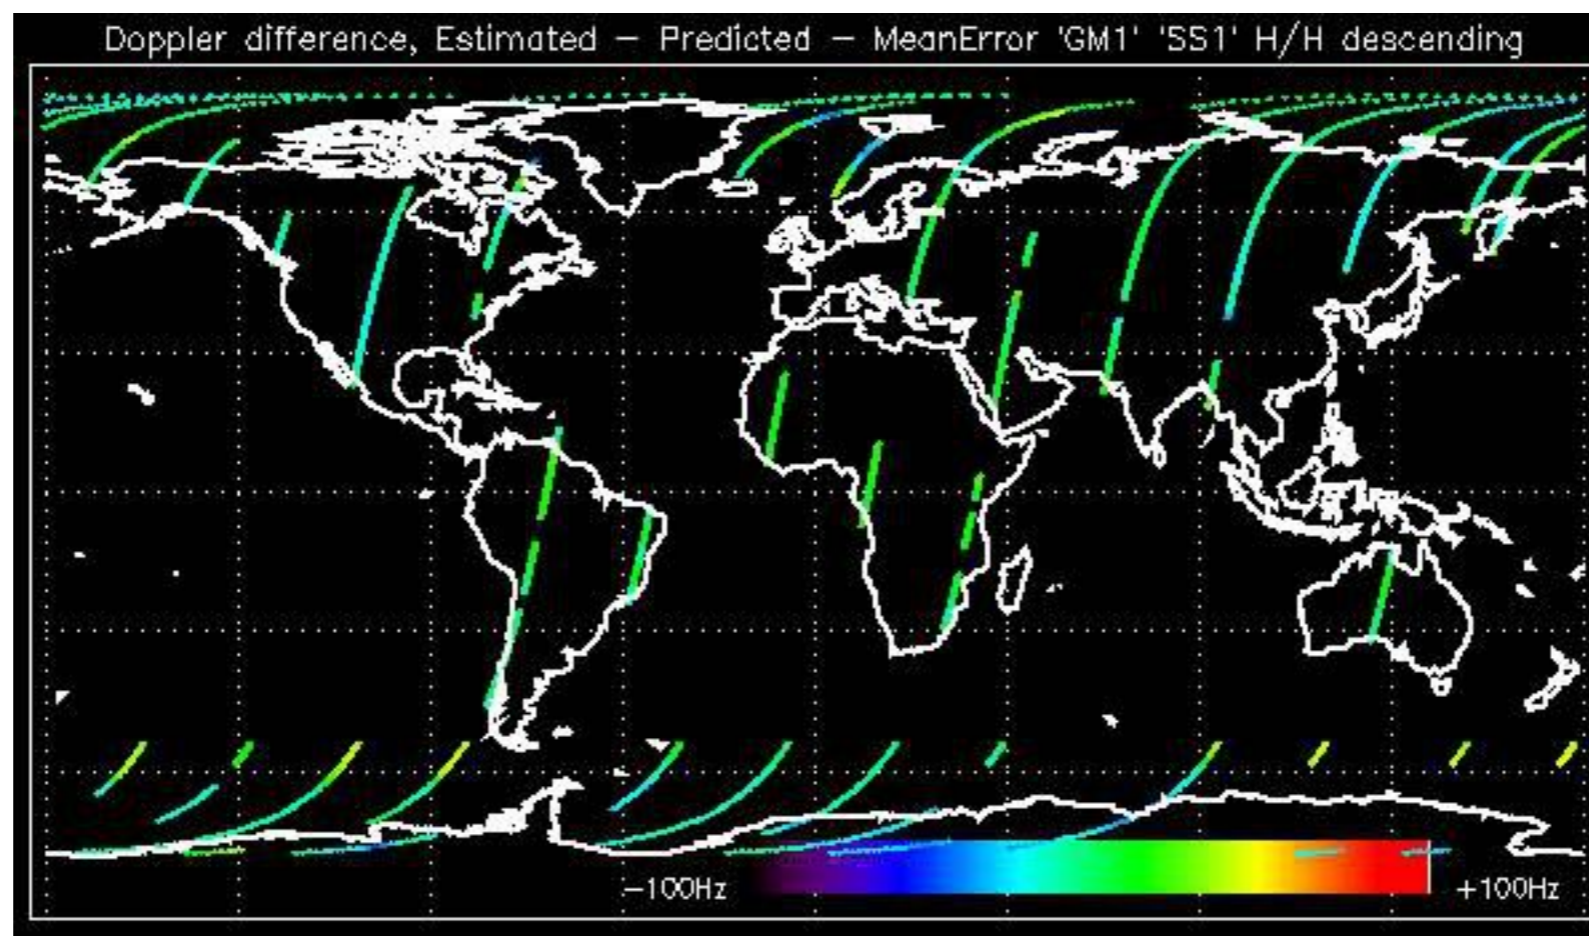 Doppler difference, Estimated – Predicted – MeanError 'GM1' 'SS1' H/H descending
–100Hz +100Hz